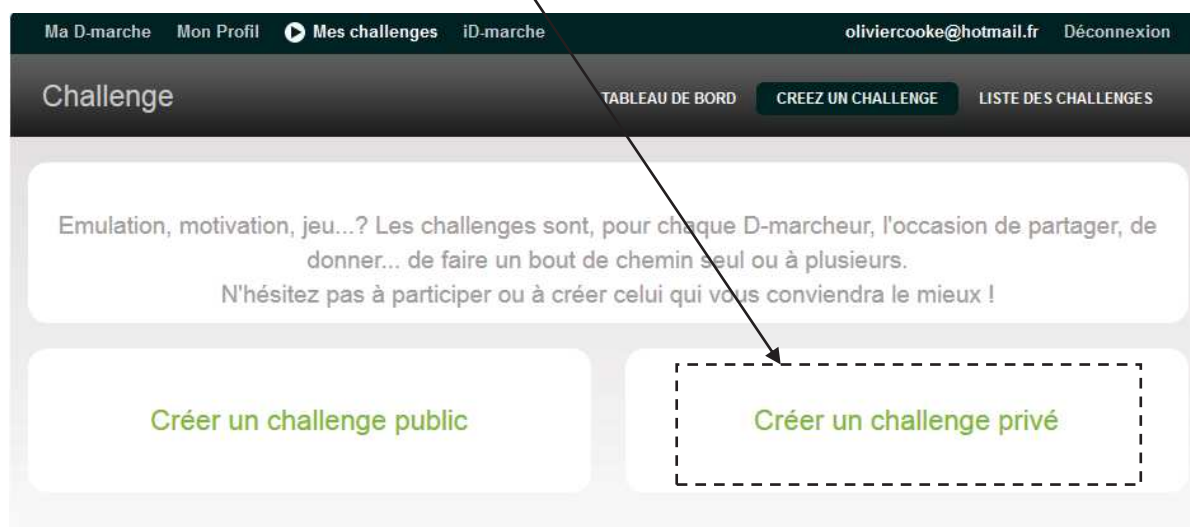 Ma D-marche Mon Profil Mes challenges iD-marche oliviercooke@hotmail.fr Déconnexion
Challenge TABLEAU DE BORD CREEZ UN CHALLENGE LISTE DES CHALLENGES
Emulation, motivation, jeu...? Les challenges sont, pour chaque D-marcheur, l'occasion de partager, de
donner... de faire un bout de chemin seul ou à plusieurs.
N'hésitez pas à participer ou à créer celui qui vous conviendra le mieux !
Créer un challenge public Créer un challenge privé